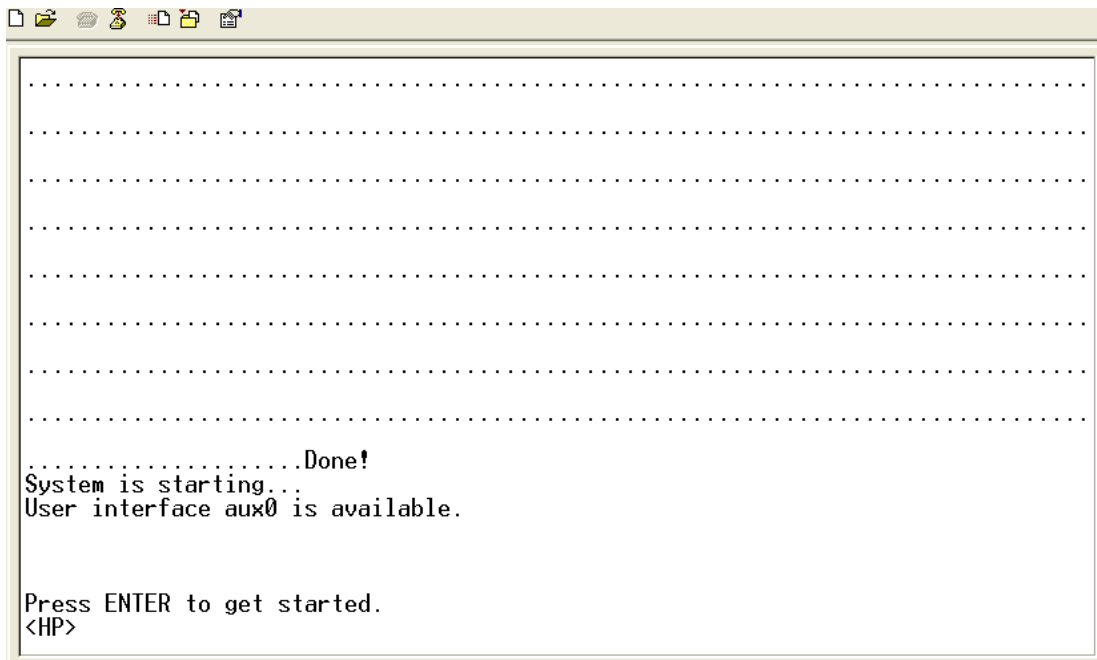 ................................................................................
................................................................................
................................................................................
................................................................................
................................................................................
................................................................................
................................................................................
................................................................................
.....................Done!
System is starting...
User interface aux0 is available.
Press ENTER to get started.
<HP>